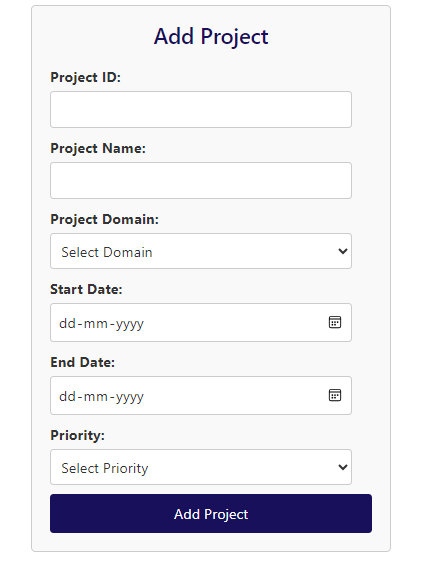 Add Project
Project ID:
Project Name:
Project Domain:
Select Domain
Start Date:
dd-mm-yyyy
End Date:
dd-mm-yyyy
Priority:
Select Priority
Add Project